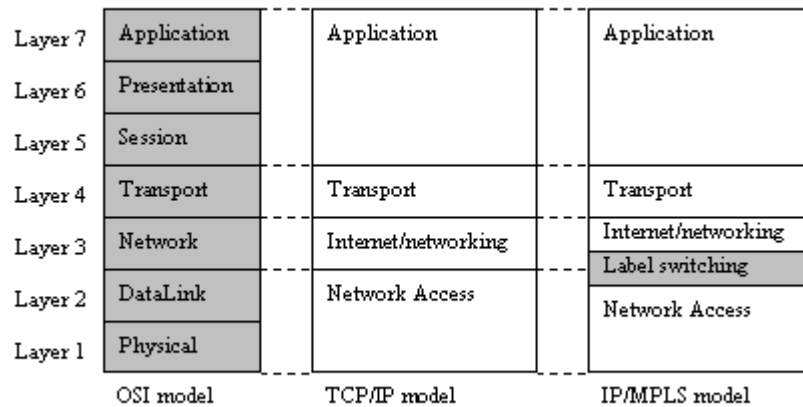 Layer 7 Application Application Application
Layer 6 Presentation
Layer 5 Session
Layer 4 Transport Transport Transport
Layer 3 Network Internet/networking Internet/networking
Label switching
Layer 2 DataLink Network Access Network Access
Layer 1 Physical
OSI model TCP/IP model IP/MPLS model